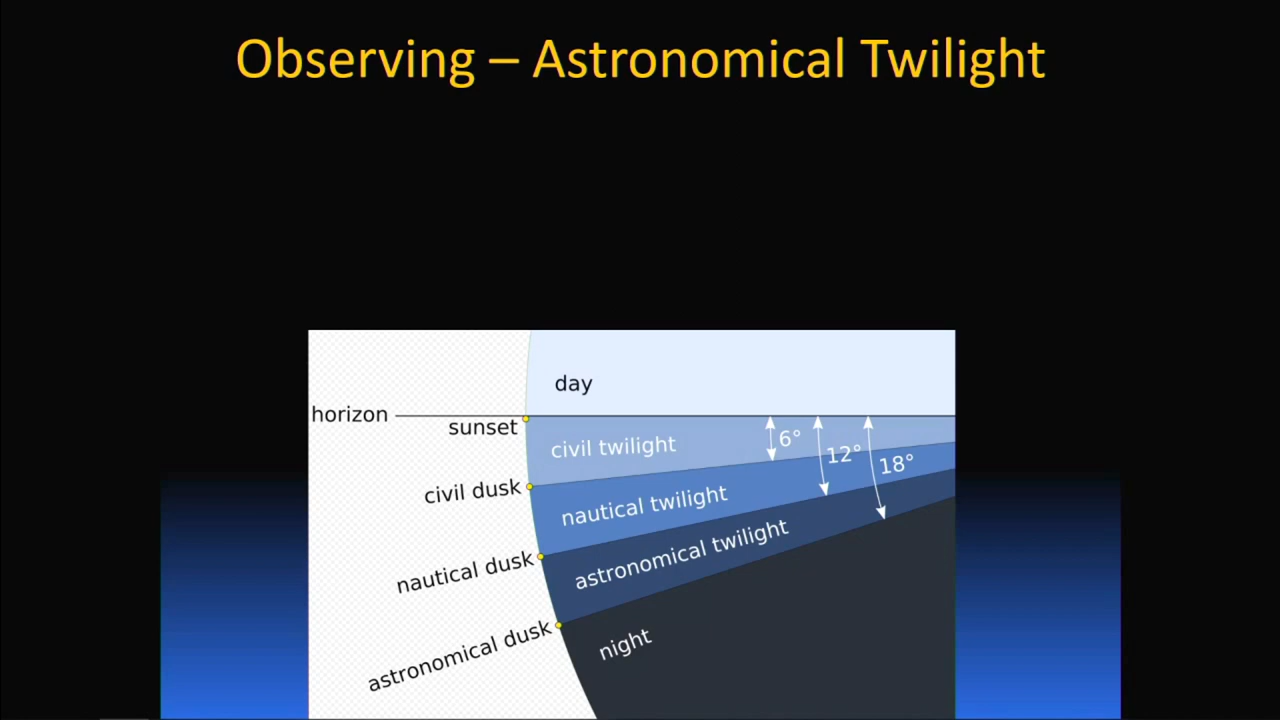 Observing – Astronomical Twilight
day
horizon
sunset
civil twilight
6°
12°
18°
civil dusk
nautical twilight
nautical dusk
astronomical twilight
astronomical dusk
night